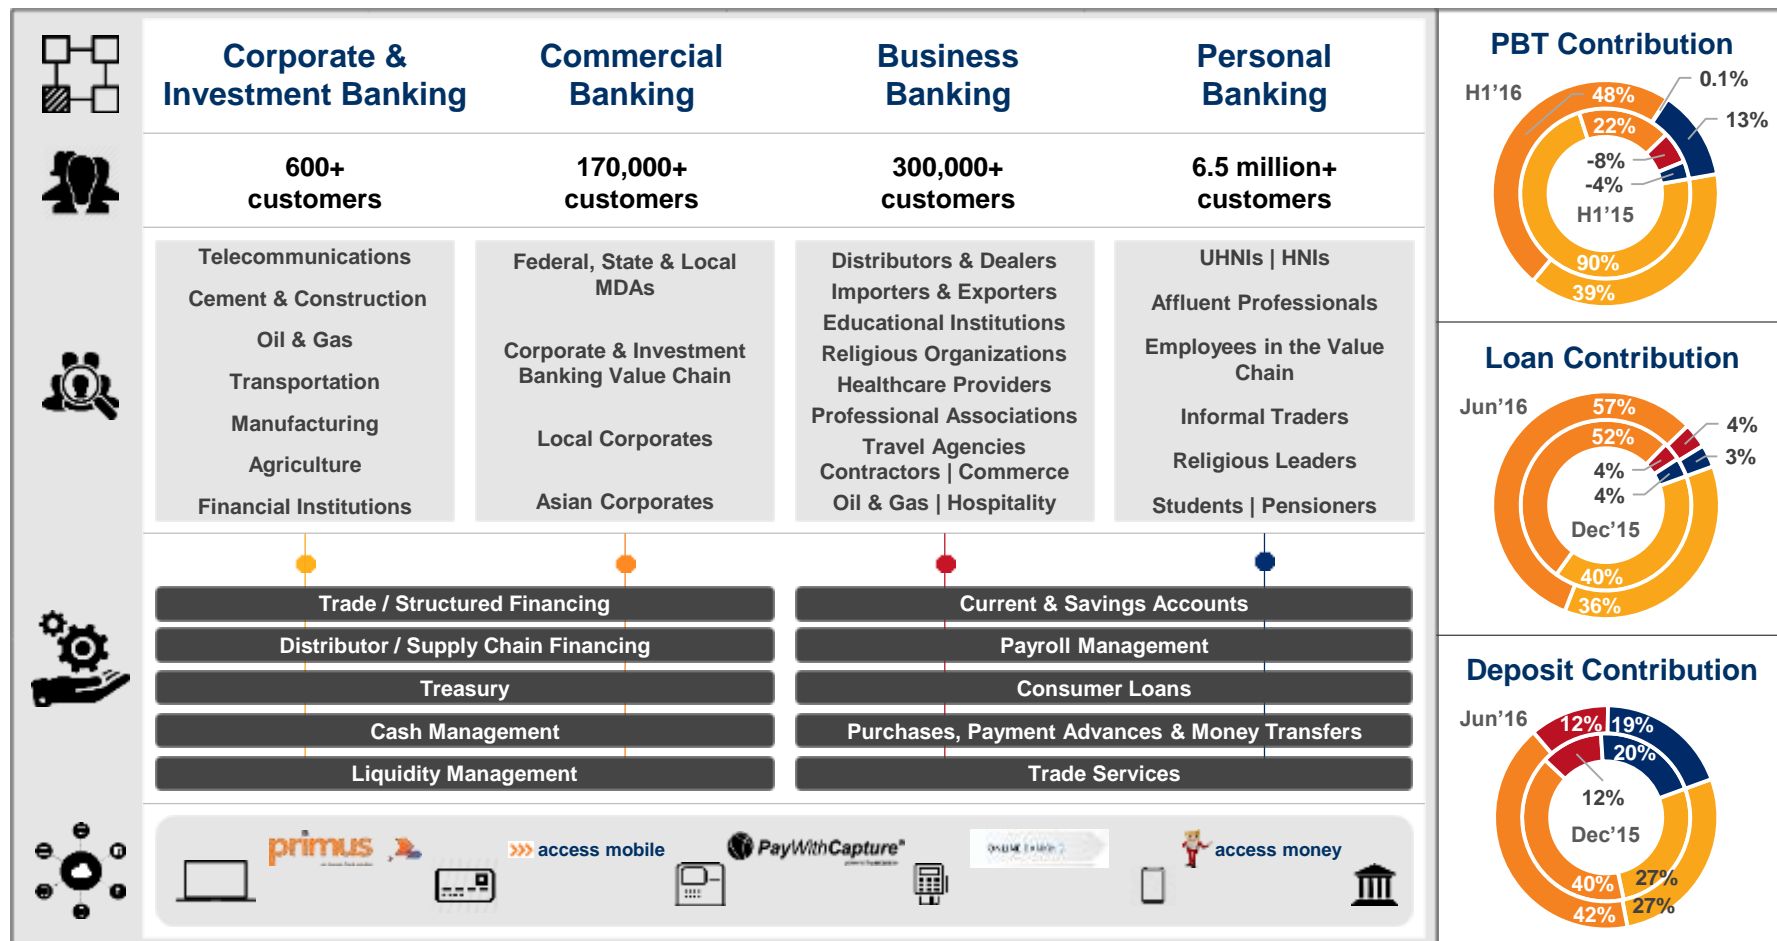 Corporate &
Investment Banking
Commercial
Banking
Business
Banking
Personal
Banking
600+
customers
170,000+
customers
300,000+
customers
6.5 million+
customers
Telecommunications
Cement & Construction
Oil & Gas
Transportation
Manufacturing
Agriculture
Financial Institutions
Federal, State & Local
MDAs
Corporate & Investment
Banking Value Chain
Local Corporates
Asian Corporates
Distributors & Dealers
Importers & Exporters
Educational Institutions
Religious Organizations
Healthcare Providers
Professional Associations
Travel Agencies
Contractors | Commerce
Oil & Gas | Hospitality
UHNIs | HNIs
Affluent Professionals
Employees in the Value
Chain
Informal Traders
Religious Leaders
Students | Pensioners
Trade / Structured Financing
Distributor / Supply Chain Financing
Treasury
Cash Management
Liquidity Management
Current & Savings Accounts
Payroll Management
Consumer Loans
Purchases, Payment Advances & Money Transfers
Trade Services
primus
access mobile
PayWithCapture
access money
PBT Contribution
H1'16
48%
0.1%
13%
22%
-8%
-4%
H1'15
90%
39%
Loan Contribution
Jun'16
57%
4%
52%
3%
4%
4%
Dec'15
40%
36%
Deposit Contribution
Jun'16
12%
19%
20%
12%
Dec'15
40%
27%
42%
27%